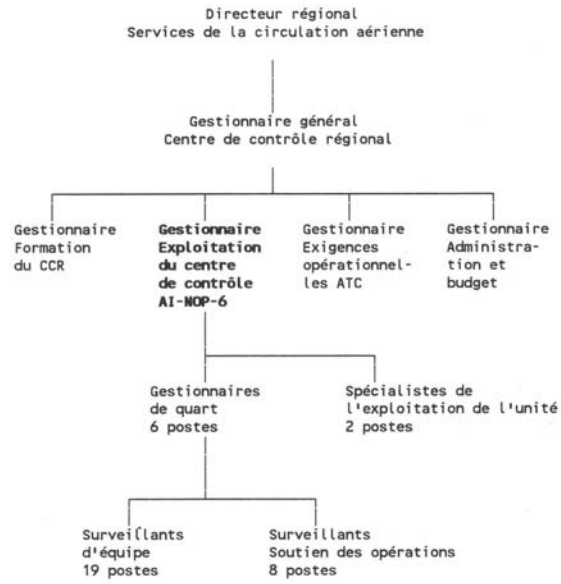 Directeur régional
Services de la circulation aérienne
Gestionnaire général
Centre de contrôle régional
Gestionnaire
Formation
du CCR
Gestionnaire
Exploitation
du centre
de contrôle
AI-NOP-6
Gestionnaire
Exigences
opérationnel-
les ATC
Gestionnaire
Administra-
tion et
budget
Gestionnaires
de quart
6 postes
Spécialistes de
l'exploitation de l'unité
2 postes
Surveillants
d'équipe
19 postes
Surveillants
Soutien des opérations
8 postes